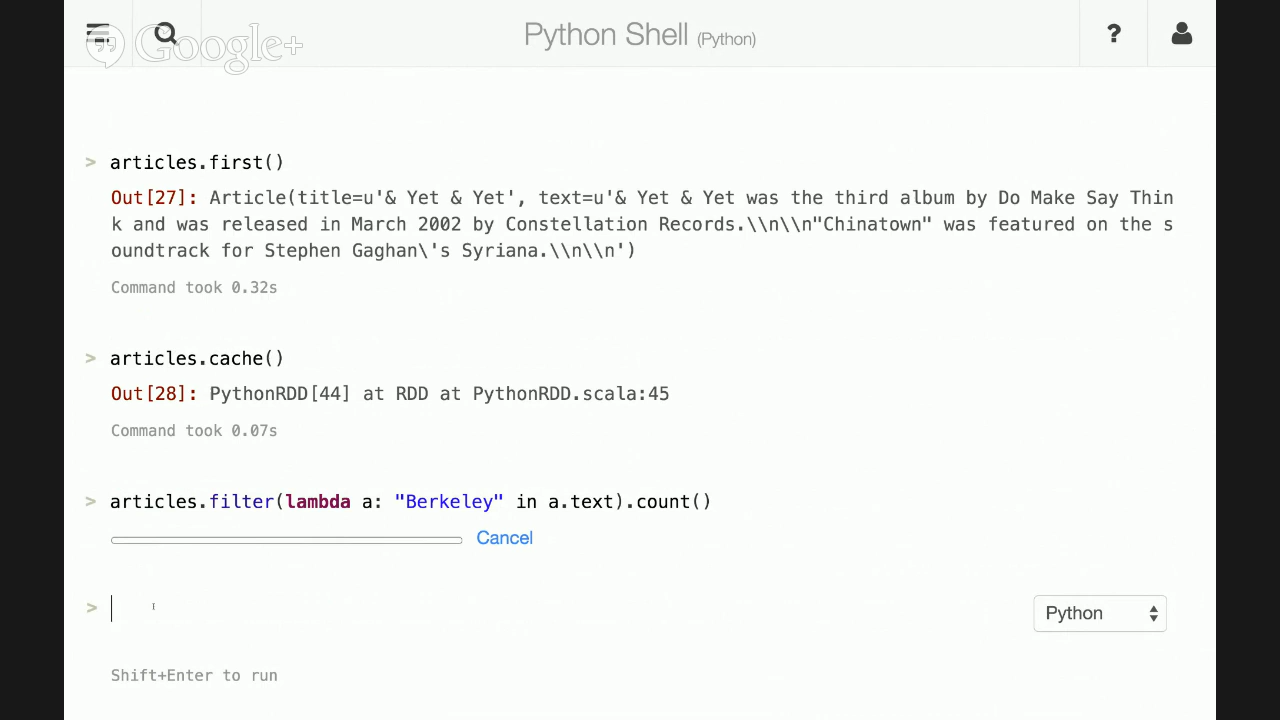 Google+
Python Shell (Python)
?
> articles.first()
Out[27]: Article(title=u'& Yet & Yet', text=u'& Yet & Yet was the third album by Do Make Say Thin
k and was released in March 2002 by Constellation Records.\\n\\n"Chinatown" was featured on the s
oundtrack for Stephen Gaghan\'s Syriana.\\n\\n')
Command took 0.32s
> articles.cache()
Out[28]: PythonRDD[44] at RDD at PythonRDD.scala:45
Command took 0.07s
> articles.filter(lambda a: "Berkeley" in a.text).count()
Cancel
>
Python
Shift+Enter to run